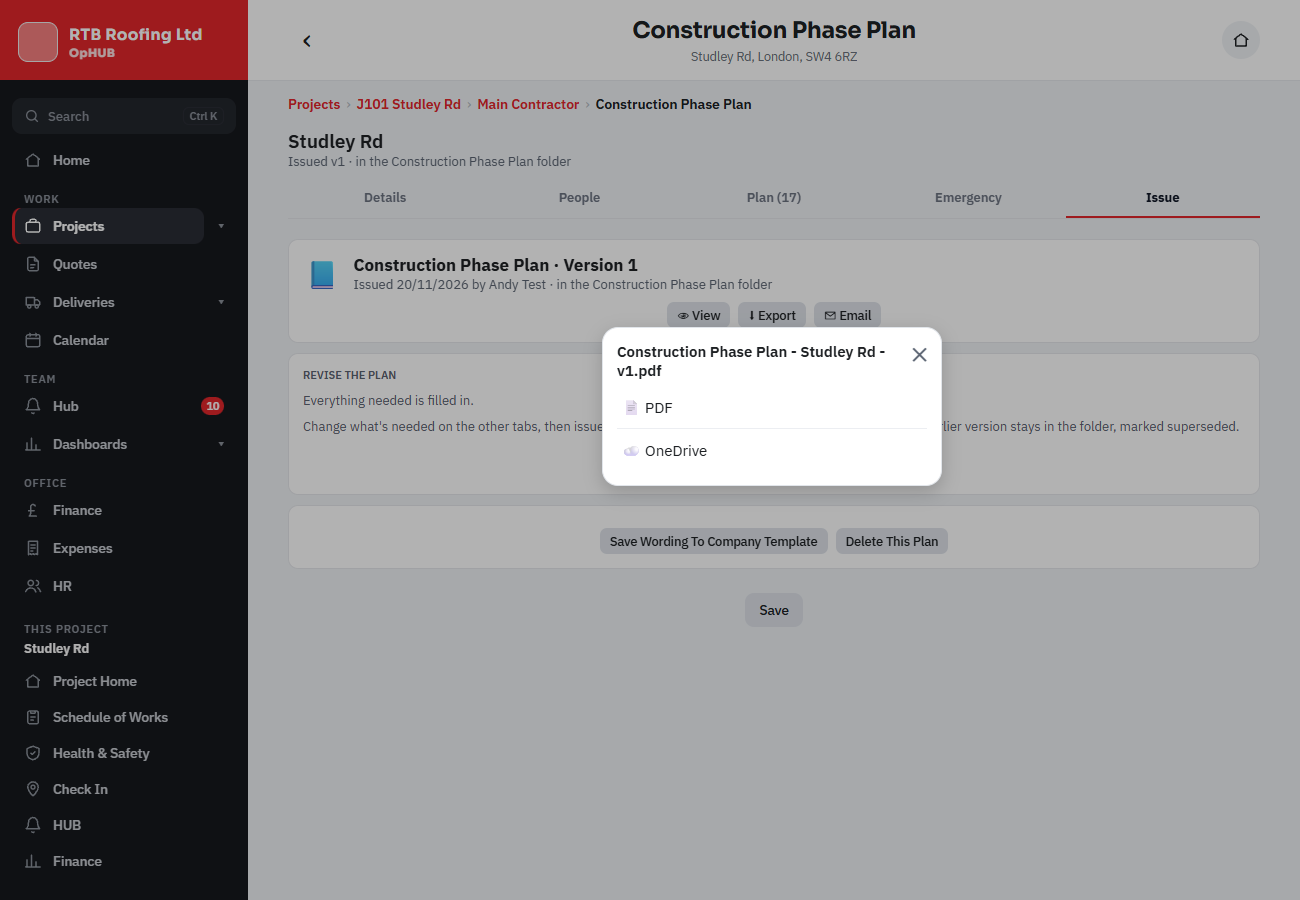 RTB Roofing Ltd
OpHUB
Search Ctrl K
Home
WORK
Projects
Quotes
Deliveries
Calendar
TEAM
Hub 10
Dashboards
OFFICE
Finance
Expenses
HR
THIS PROJECT
Studley Rd
Project Home
Schedule of Works
Health & Safety
Check In
HUB
Finance
Construction Phase Plan
Studley Rd, London, SW4 6RZ
Projects › J101 Studley Rd › Main Contractor › Construction Phase Plan
Studley Rd
Issued v1 · in the Construction Phase Plan folder
Details People Plan (17) Emergency Issue
Construction Phase Plan · Version 1
Issued 20/11/2026 by Andy Test · in the Construction Phase Plan folder
View Export Email
REVISE THE PLAN
Everything needed is filled in.
Change what's needed on the other tabs, then issue
version stays in the folder, marked superseded.
Construction Phase Plan - Studley Rd -
v1.pdf
PDF
OneDrive
Save Wording To Company Template Delete This Plan
Save